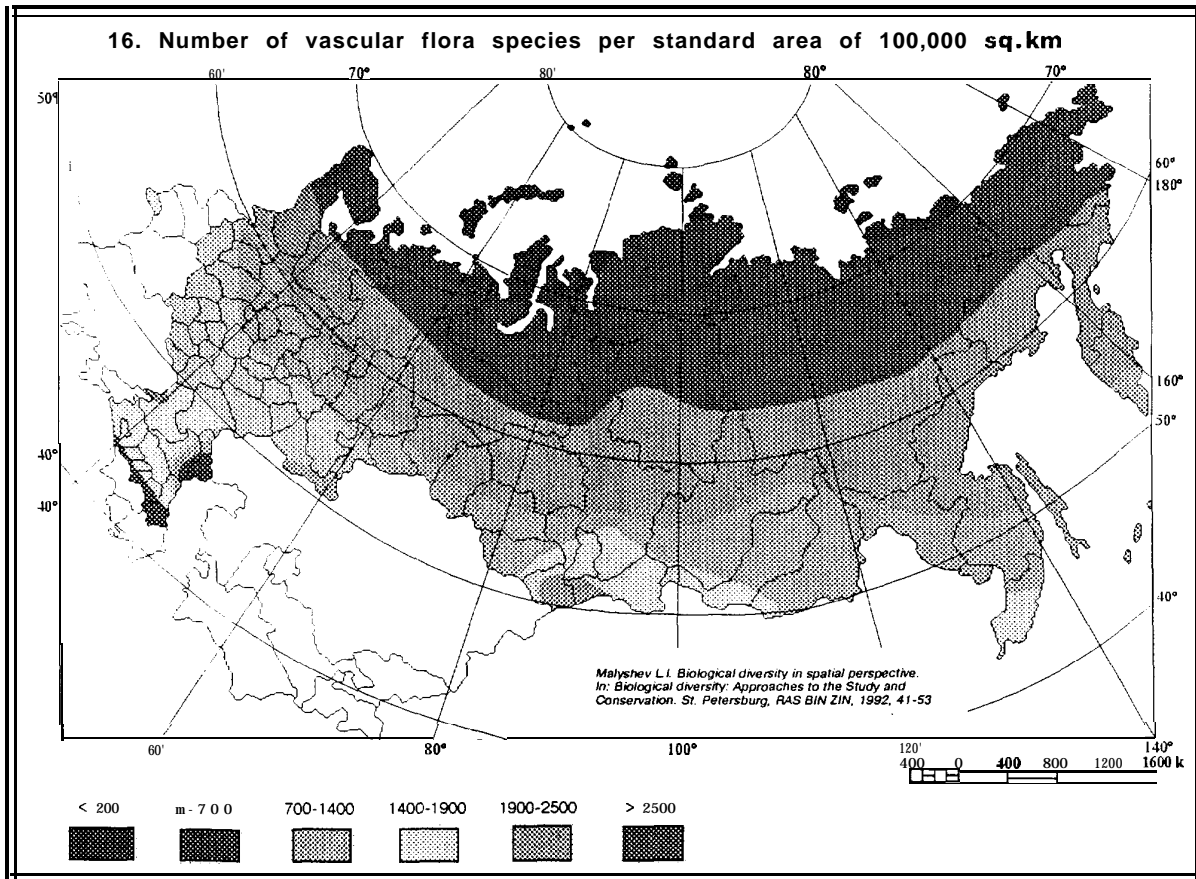 16. Number of vascular flora species per standard area of 100,000 sq.km
60' 70° 80' 80° 70°
50°
60°
180°
160°
50°
40°
40°
40°
Malyshev L.I. Biological diversity in spatial perspective.
In: Biological diversity: Approaches to the Study and
Conservation. St. Petersburg, RAS BIN ZIN, 1992, 41-53
60' 80° 100° 120' 140°
400 0 400 800 1200 1600 k
< 200 m-700 700-1400 1400-1900 1900-2500 > 2500